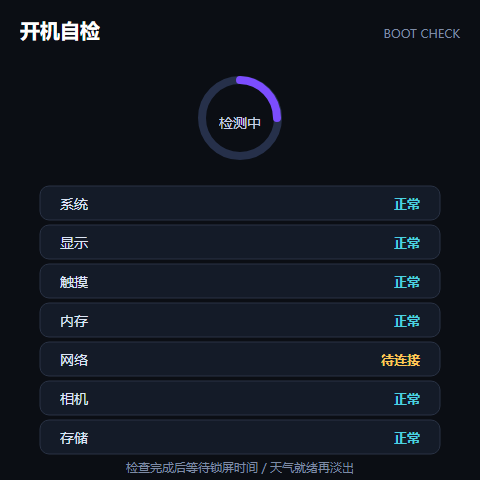 开机自检
BOOT CHECK
检测中
系统 正常
显示 正常
触摸 正常
内存 正常
网络 待连接
相机 正常
存储 正常
检查完成后等待锁屏时间 / 天气就绪再淡出